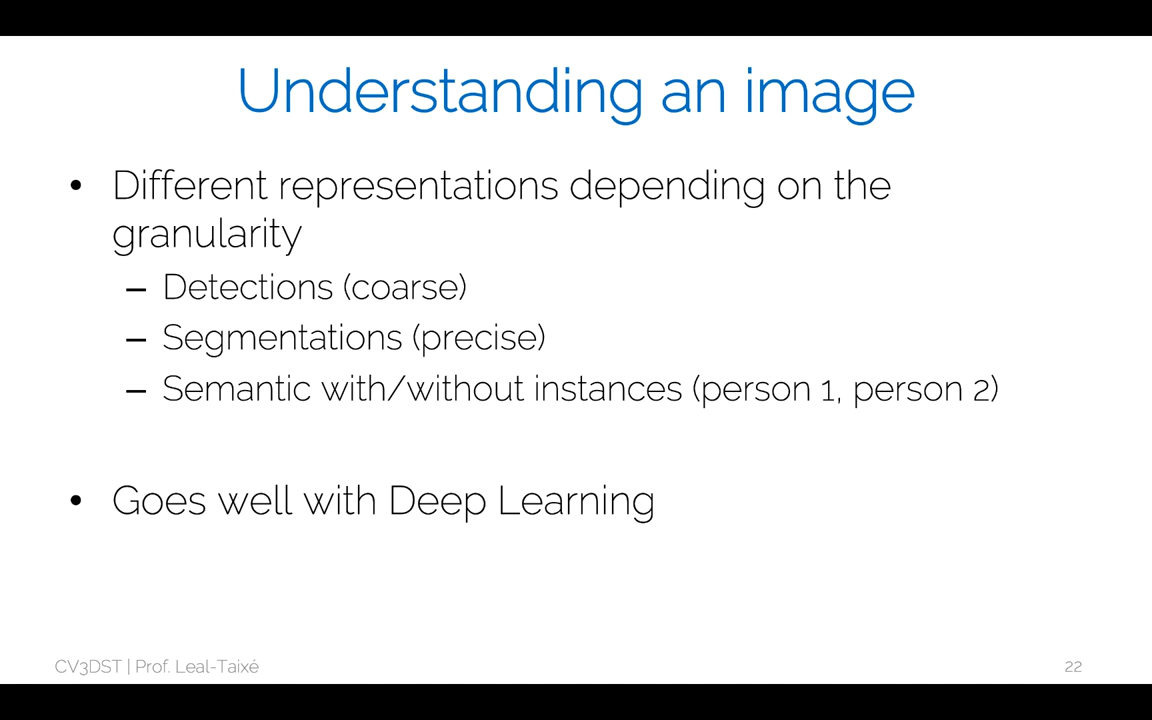 Understanding an image
• Different representations depending on the
granularity
– Detections (coarse)
– Segmentations (precise)
– Semantic with/without instances (person 1, person 2)
• Goes well with Deep Learning
CV3DST | Prof. Leal-Taixé
22